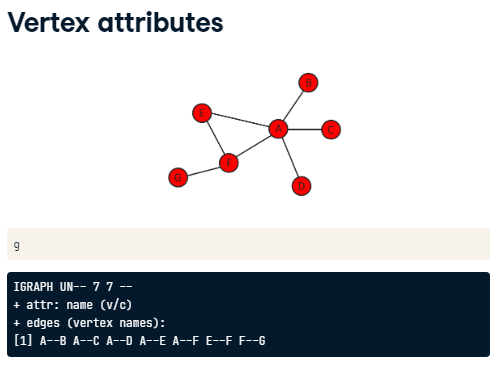 Vertex attributes
B
E
A
C
F
G
D
g
IGRAPH UN-- 7 7 --
+ attr: name (v/c)
+ edges (vertex names):
[1] A--B A--C A--D A--E A--F E--F F--G